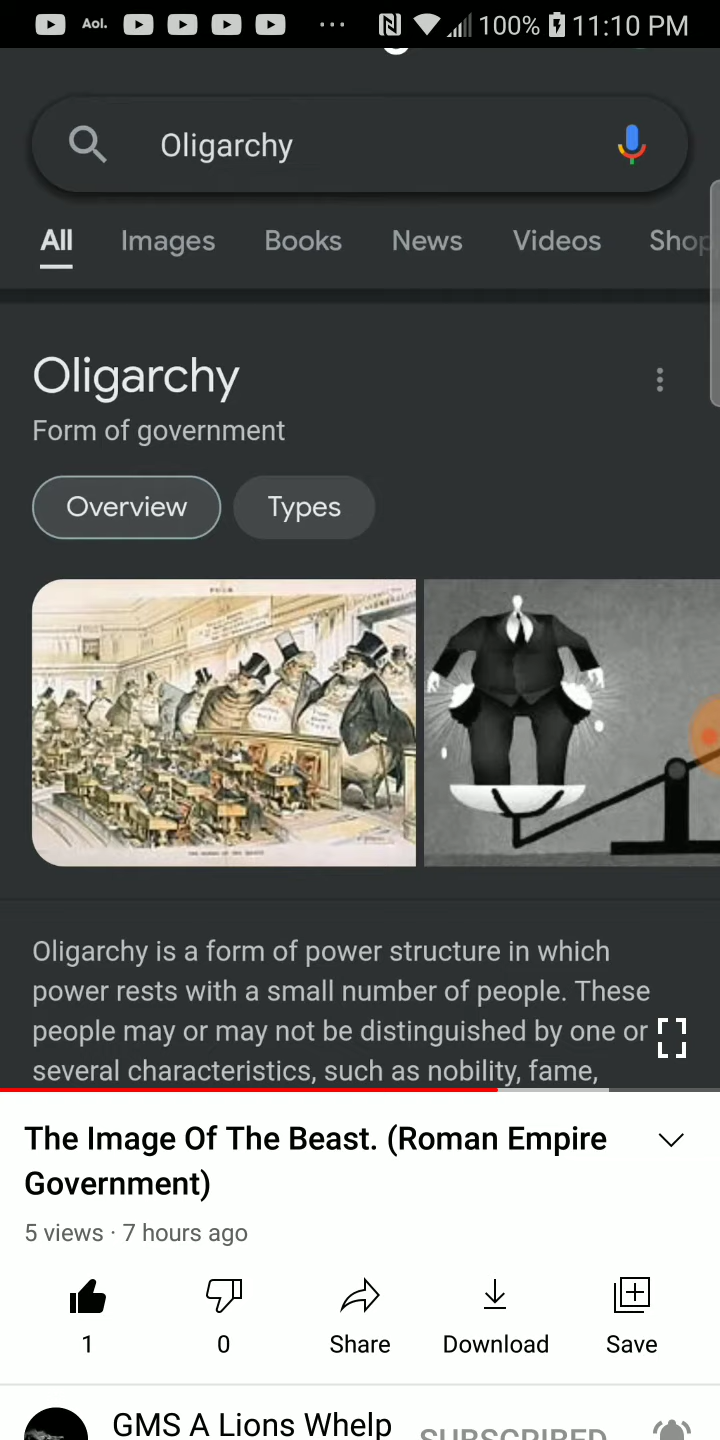 Aol.
100%
11:10 PM
Oligarchy
All Images Books News Videos Shop
Oligarchy
Form of government
Overview Types
PUCK
Oligarchy is a form of power structure in which
power rests with a small number of people. These
people may or may not be distinguished by one or
several characteristics, such as nobility, fame,
The Image Of The Beast. (Roman Empire
Government)
5 views · 7 hours ago
1 0 Share Download Save
GMS A Lions Whelp SUBSCRIBED